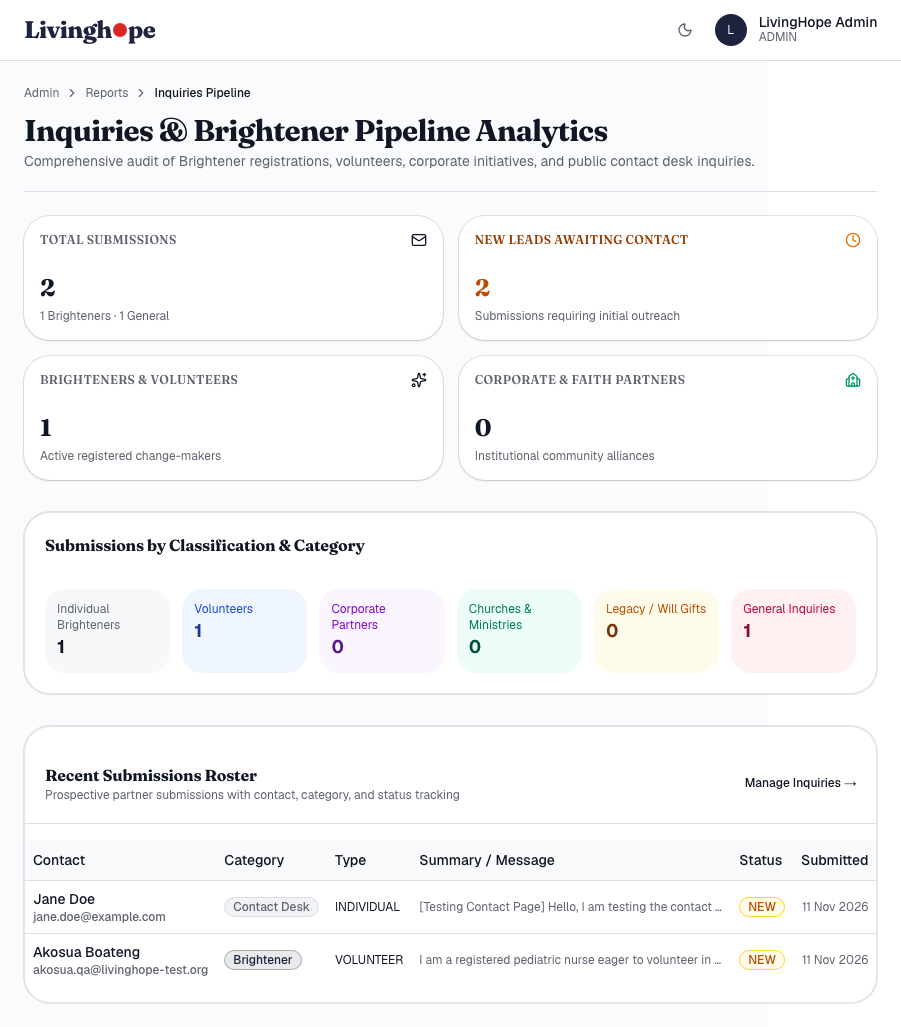 Livinghope
L
LivingHope Admin
ADMIN
Admin > Reports > Inquiries Pipeline
Inquiries & Brightener Pipeline Analytics
Comprehensive audit of Brightener registrations, volunteers, corporate initiatives, and public contact desk inquiries.
TOTAL SUBMISSIONS
2
1 Brighteners · 1 General
NEW LEADS AWAITING CONTACT
2
Submissions requiring initial outreach
BRIGHTENERS & VOLUNTEERS
1
Active registered change-makers
CORPORATE & FAITH PARTNERS
0
Institutional community alliances
Submissions by Classification & Category
Individual
Brighteners
1
Volunteers
1
Corporate
Partners
0
Churches &
Ministries
0
Legacy / Will Gifts
0
General Inquiries
1
Recent Submissions Roster
Prospective partner submissions with contact, category, and status tracking
Manage Inquiries →
Contact Category Type Summary / Message Status Submitted
Jane Doe
jane.doe@example.com
Contact Desk INDIVIDUAL [Testing Contact Page] Hello, I am testing the contact ... NEW 11 Nov 2026
Akosua Boateng
akosua.qa@livinghope-test.org
Brightener VOLUNTEER I am a registered pediatric nurse eager to volunteer in ... NEW 11 Nov 2026